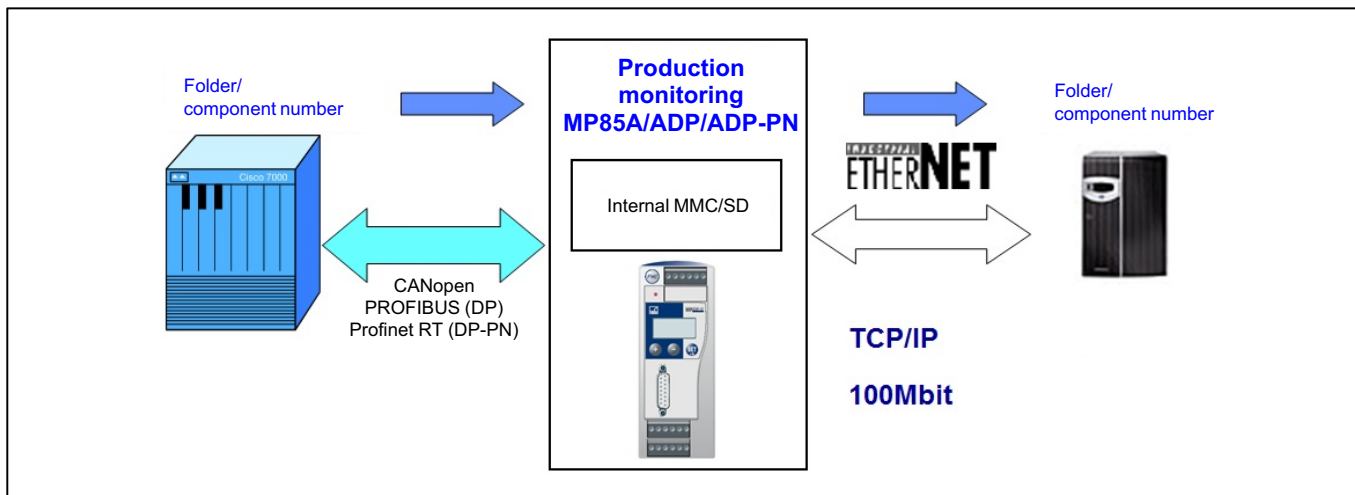 Folder/
component number
Cisco 7000
CANopen
PROFIBUS (DP)
Profinet RT (DP-PN)
Production
monitoring
MP85A/ADP/ADP-PN
Internal MMC/SD
ETHERNET
TCP/IP
100Mbit
Folder/
component number